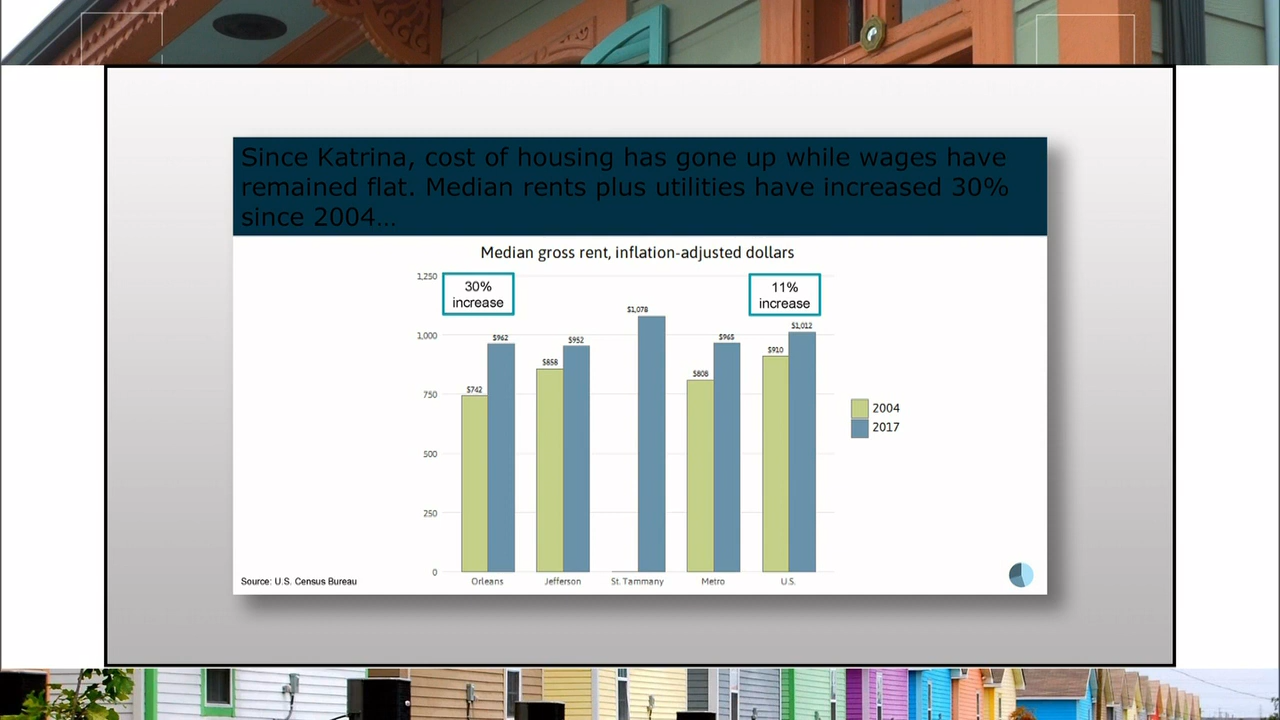 Since Katrina, cost of housing has gone up while wages have
remained flat. Median rents plus utilities have increased 30%
since 2004...
Median gross rent, inflation-adjusted dollars
1,250
30%
increase
11%
increase
$1,078
$1,012
1,000
$962
$952
$965
$910
$858
$808
750
$742
2004
2017
500
250
0
Orleans
Jefferson
St. Tammany
Metro
U.S.
Source: U.S. Census Bureau